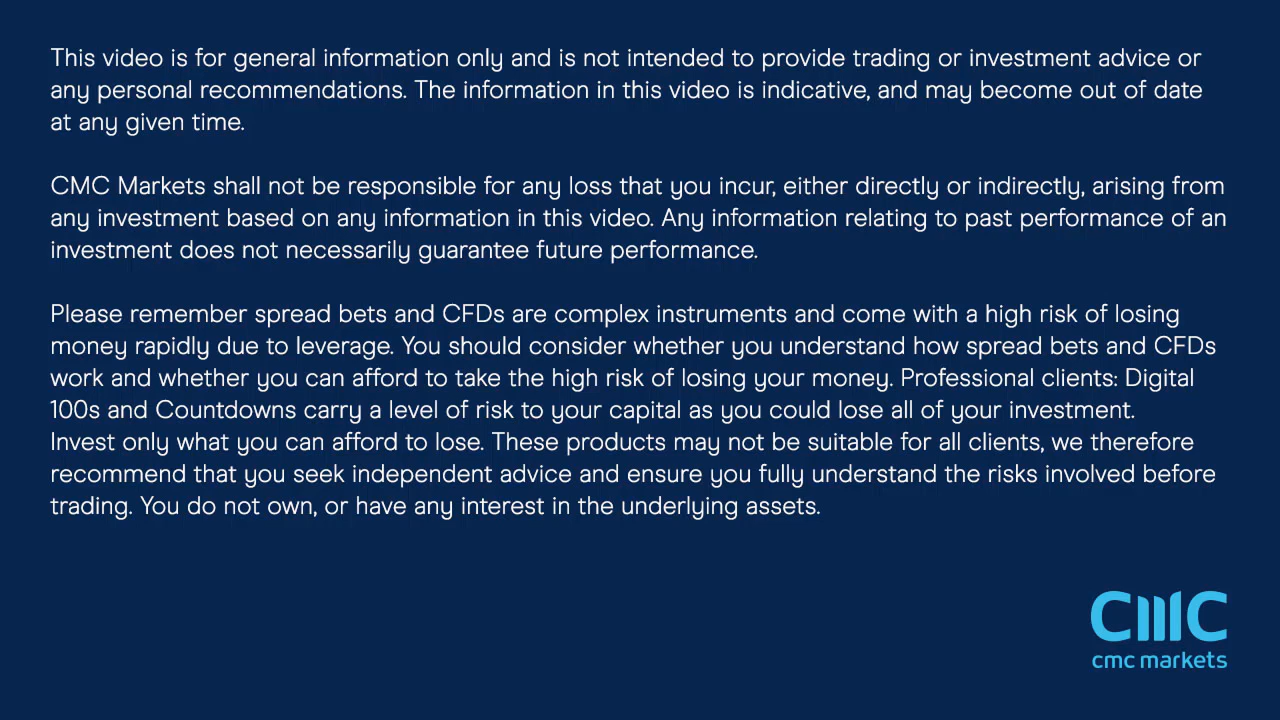 This video is for general information only and is not intended to provide trading or investment advice or
any personal recommendations. The information in this video is indicative, and may become out of date
at any given time.
CMC Markets shall not be responsible for any loss that you incur, either directly or indirectly, arising from
any investment based on any information in this video. Any information relating to past performance of an
investment does not necessarily guarantee future performance.
Please remember spread bets and CFDs are complex instruments and come with a high risk of losing
money rapidly due to leverage. You should consider whether you understand how spread bets and CFDs
work and whether you can afford to take the high risk of losing your money. Professional clients: Digital
100s and Countdowns carry a level of risk to your capital as you could lose all of your investment.
Invest only what you can afford to lose. These products may not be suitable for all clients, we therefore
recommend that you seek independent advice and ensure you fully understand the risks involved before
trading. You do not own, or have any interest in the underlying assets.
CMC
cmc markets